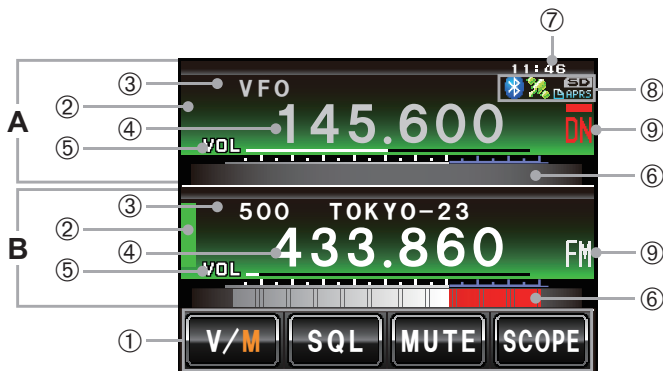 ⑦
11:46
③ VFO
SD
APRS
⑧
②
A
④ 145.600
DN ⑨
⑤ VOL
⑥
③ 500 TOKYO-23
②
B
④ 433.860
FM ⑨
⑤ VOL
⑥
① V/M SQL MUTE SCOPE